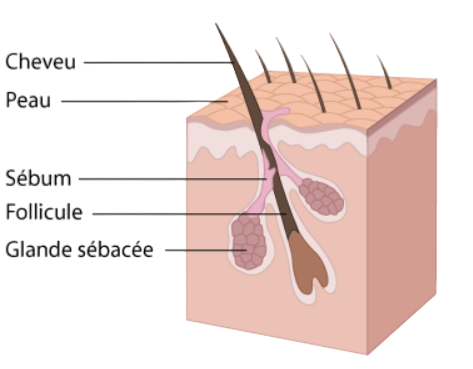 Cheveu
Peau
Sébum
Follicule
Glande sébacée